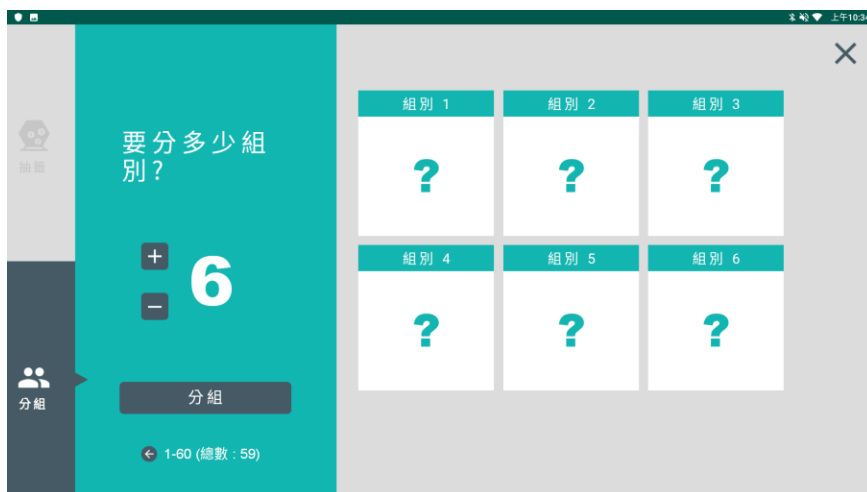 上午10:34
抽籤
要分多少組
別?
6
分組
分組
1-60 (總數 : 59)
組別 1
組別 2
組別 3
?
?
?
組別 4
組別 5
組別 6
?
?
?